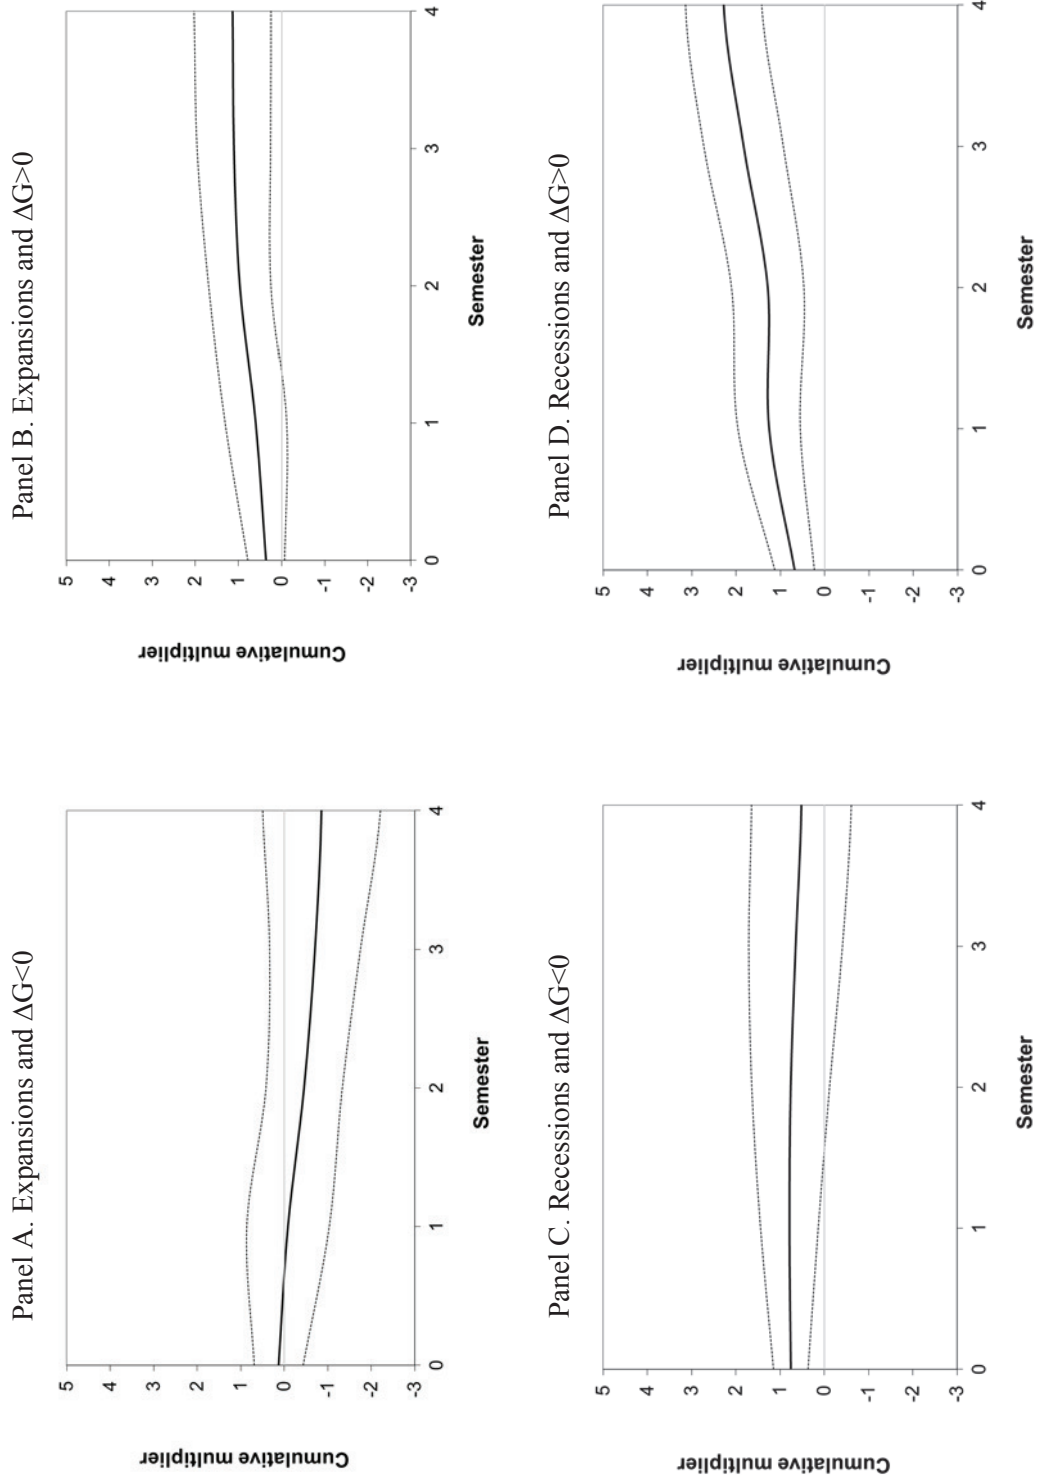 Panel A. Expansions and ΔG<0
Cumulative multiplier
5
4
3
2
1
0
-1
-2
-3
0 1 2 3 4
Semester
Panel B. Expansions and ΔG>0
Cumulative multiplier
5
4
3
2
1
0
-1
-2
-3
0 1 2 3 4
Semester
Panel C. Recessions and ΔG<0
Cumulative multiplier
5
4
3
2
1
0
-1
-2
-3
0 1 2 3 4
Semester
Panel D. Recessions and ΔG>0
Cumulative multiplier
5
4
3
2
1
0
-1
-2
-3
0 1 2 3 4
Semester